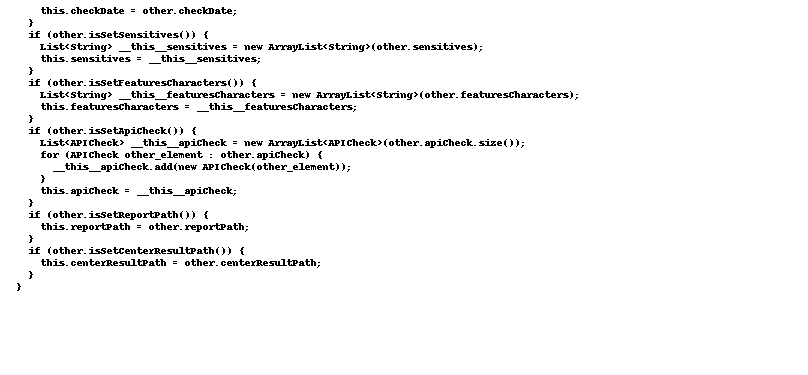 this.checkDate = other.checkDate;
}
if (other.isSetSensitives()) {
List<String> __this__sensitives = new ArrayList<String>(other.sensitives);
this.sensitives = __this__sensitives;
}
if (other.isSetFeaturesCharacters()) {
List<String> __this__featuresCharacters = new ArrayList<String>(other.featuresCharacters);
this.featuresCharacters = __this__featuresCharacters;
}
if (other.isSetApiCheck()) {
List<APICheck> __this__apiCheck = new ArrayList<APICheck>(other.apiCheck.size());
for (APICheck other_element : other.apiCheck) {
__this__apiCheck.add(new APICheck(other_element));
}
this.apiCheck = __this__apiCheck;
}
if (other.isSetReportPath()) {
this.reportPath = other.reportPath;
}
if (other.isSetCenterResultPath()) {
this.centerResultPath = other.centerResultPath;
}
}